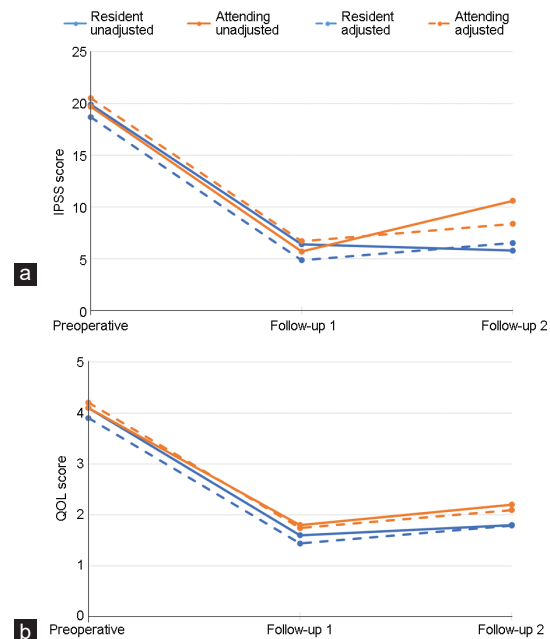 Resident unadjusted
Attending unadjusted
Resident adjusted
Attending adjusted
25
20
15
10
5
0
IPSS score
a
Preoperative Follow-up 1 Follow-up 2
5
4
3
2
1
0
QOL score
b
Preoperative Follow-up 1 Follow-up 2